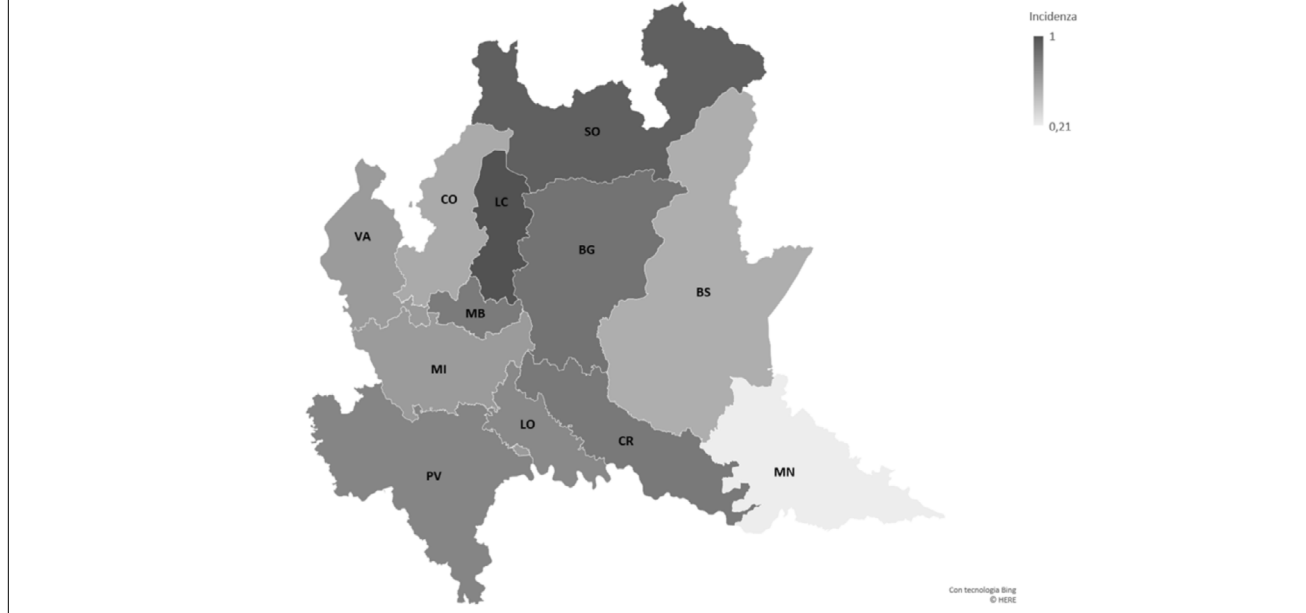 Incidenza
1
0,21
SO
CO
LC
VA
BG
BS
MB
MI
LO
CR
MN
PV
Con tecnologia Bing
© HERE